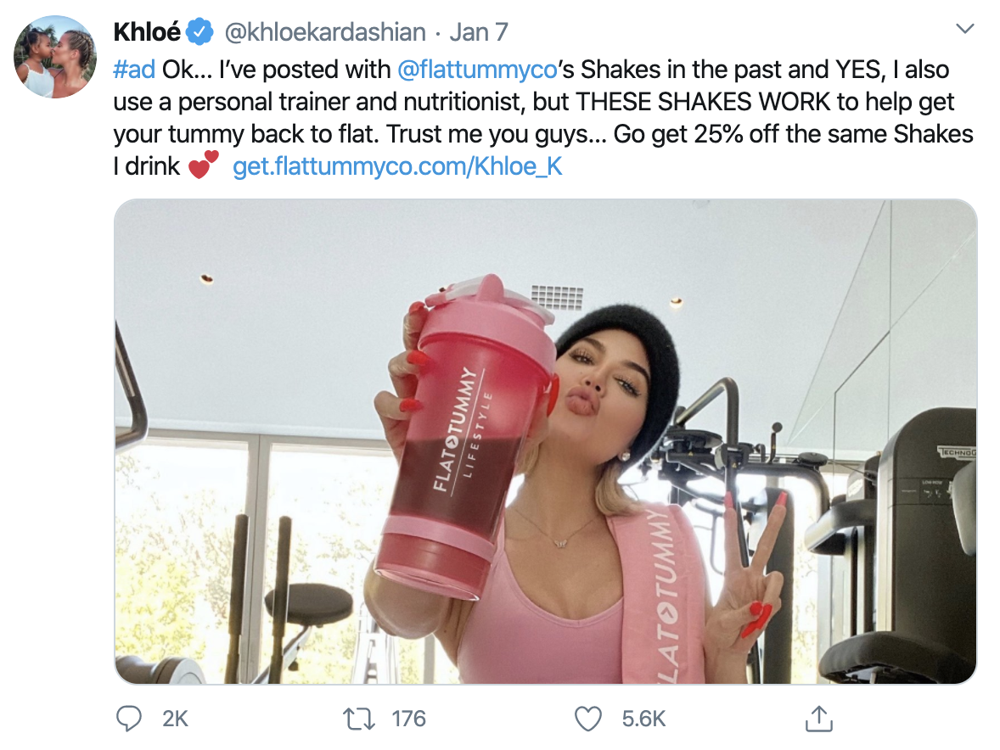 Khloé @khloekardashian · Jan 7
#ad Ok... I've posted with @flattummyco's Shakes in the past and YES, I also
use a personal trainer and nutritionist, but THESE SHAKES WORK to help get
your tummy back to flat. Trust me you guys... Go get 25% off the same Shakes
I drink 💕 get.flattummyco.com/Khloe_K
FLATTUMMY
LIFESTYLE
LATTUMMY
TECHNOG
2K
176
5.6K